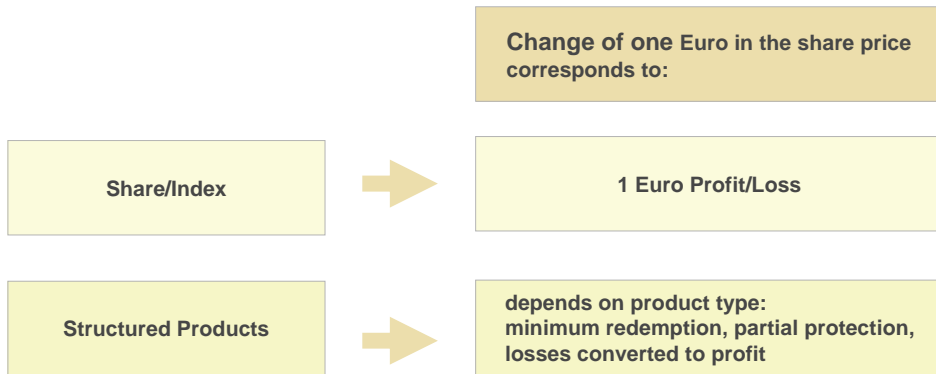 Change of one Euro in the share price
corresponds to:
Share/Index
1 Euro Profit/Loss
Structured Products
depends on product type:
minimum redemption, partial protection,
losses converted to profit